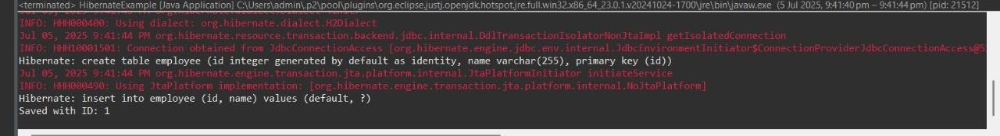 <terminated> HibernateExample [Java Application] C:\Users\admin\.p2\pool\plugins\org.eclipse.justj.openjdk.hotspot.jre.full.win32.x86_64_23.0.1.v20241024-1700\jre\bin\javaw.exe (5 Jul 2025, 9:41:40 pm – 9:41:44 pm) [pid: 21512]
INFO: HHH000400: Using dialect: org.hibernate.dialect.H2Dialect
Jul 05, 2025 9:41:44 PM org.hibernate.resource.transaction.backend.jdbc.internal.DdlTransactionIsolatorNonJtaImpl getIsolatedConnection
INFO: HHH10001501: Connection obtained from JdbcConnectionAccess [org.hibernate.engine.jdbc.env.internal.JdbcEnvironmentInitiator$ConnectionProviderJdbcConnectionAccess@5
Hibernate: create table employee (id integer generated by default as identity, name varchar(255), primary key (id))
Jul 05, 2025 9:41:44 PM org.hibernate.engine.transaction.jta.platform.internal.JtaPlatformInitiator initiateService
INFO: HHH000490: Using JtaPlatform implementation: [org.hibernate.engine.transaction.jta.platform.internal.NoJtaPlatform]
Hibernate: insert into employee (id, name) values (default, ?)
Saved with ID: 1